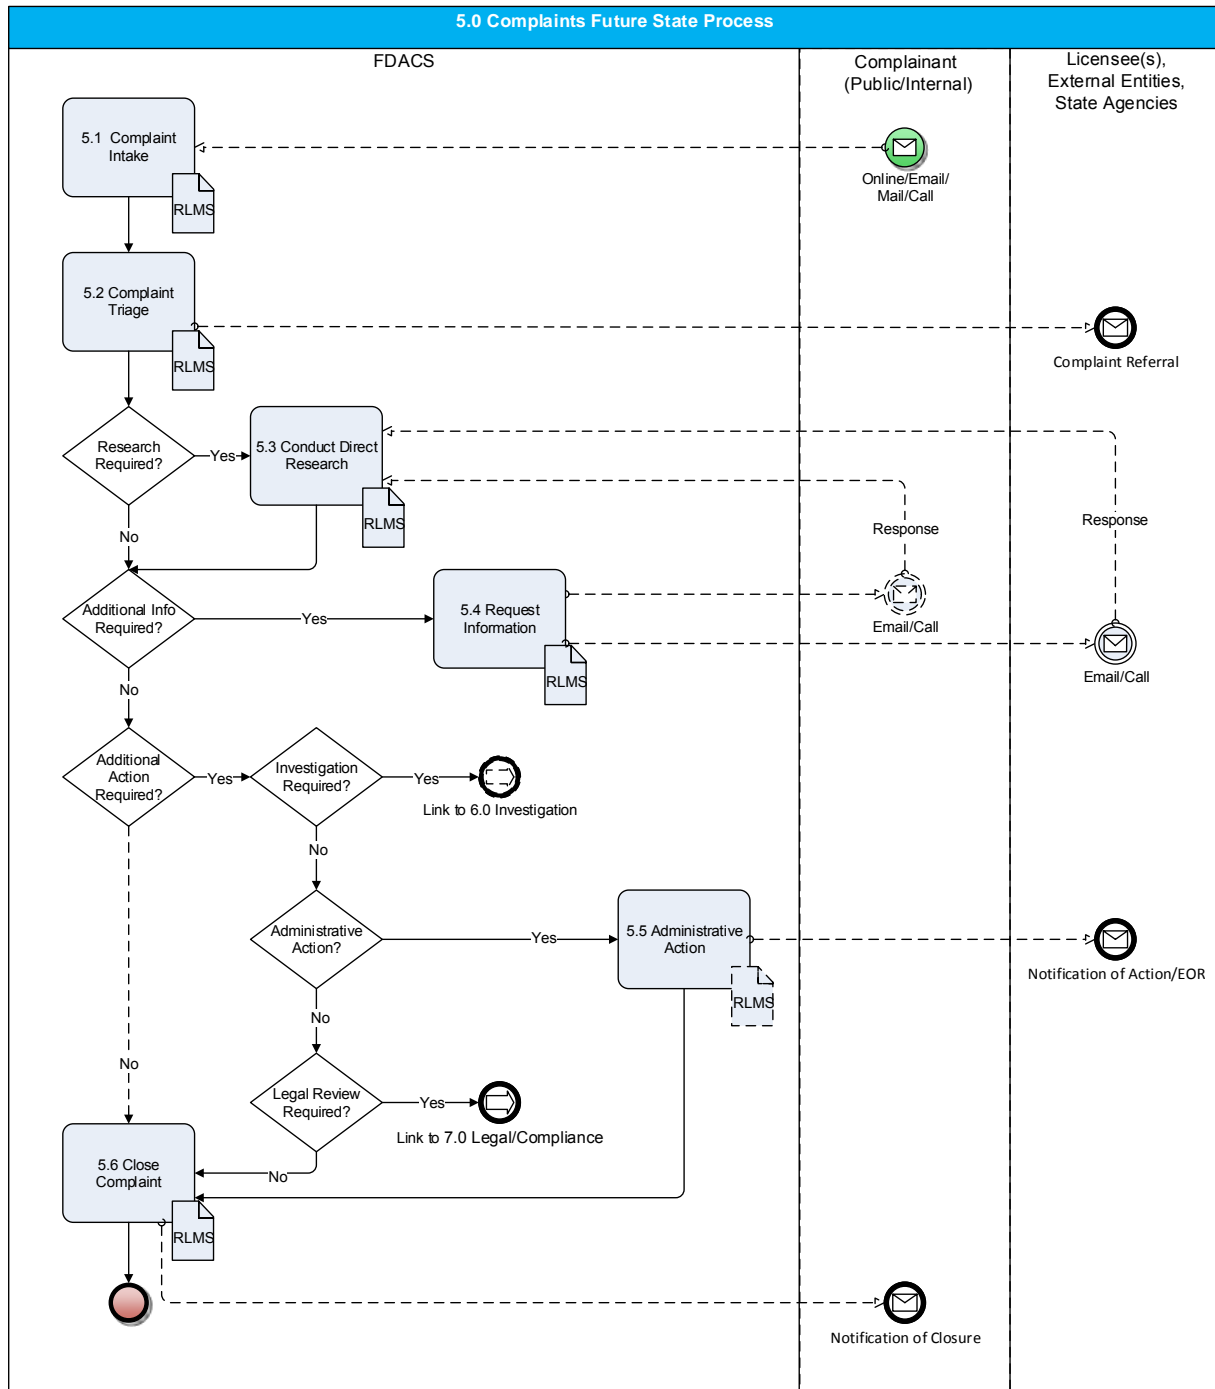 5.0 Complaints Future State Process
FDACS
Complainant
(Public/Internal)
Licensee(s),
External Entities,
State Agencies
5.1 Complaint
Intake
RLMS
Online/Email/
Mail/Call
5.2 Complaint
Triage
RLMS
Complaint Referral
Research
Required?
Yes
5.3 Conduct Direct
Research
RLMS
No
Response
Response
Additional Info
Required?
Yes
5.4 Request
Information
RLMS
Email/Call
Email/Call
No
Additional
Action
Required?
Yes
Investigation
Required?
Yes
Link to 6.0 Investigation
No
Administrative
Action?
Yes
5.5 Administrative
Action
RLMS
Notification of Action/EOR
No
No
Legal Review
Required?
Yes
Link to 7.0 Legal/Compliance
No
5.6 Close
Complaint
RLMS
Notification of Closure